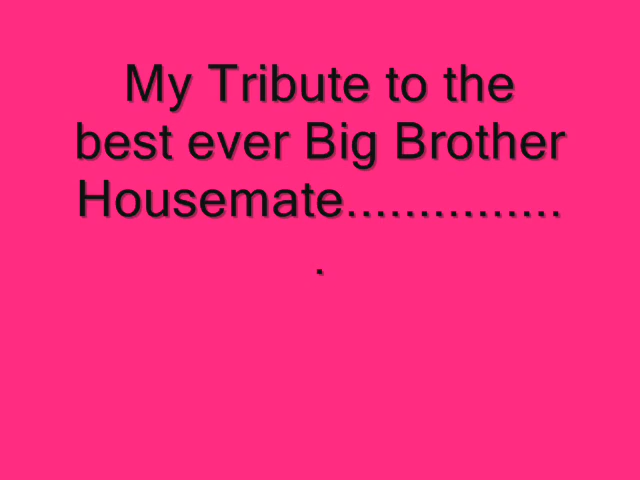 My Tribute to the
best ever Big Brother
Housemate...............
.